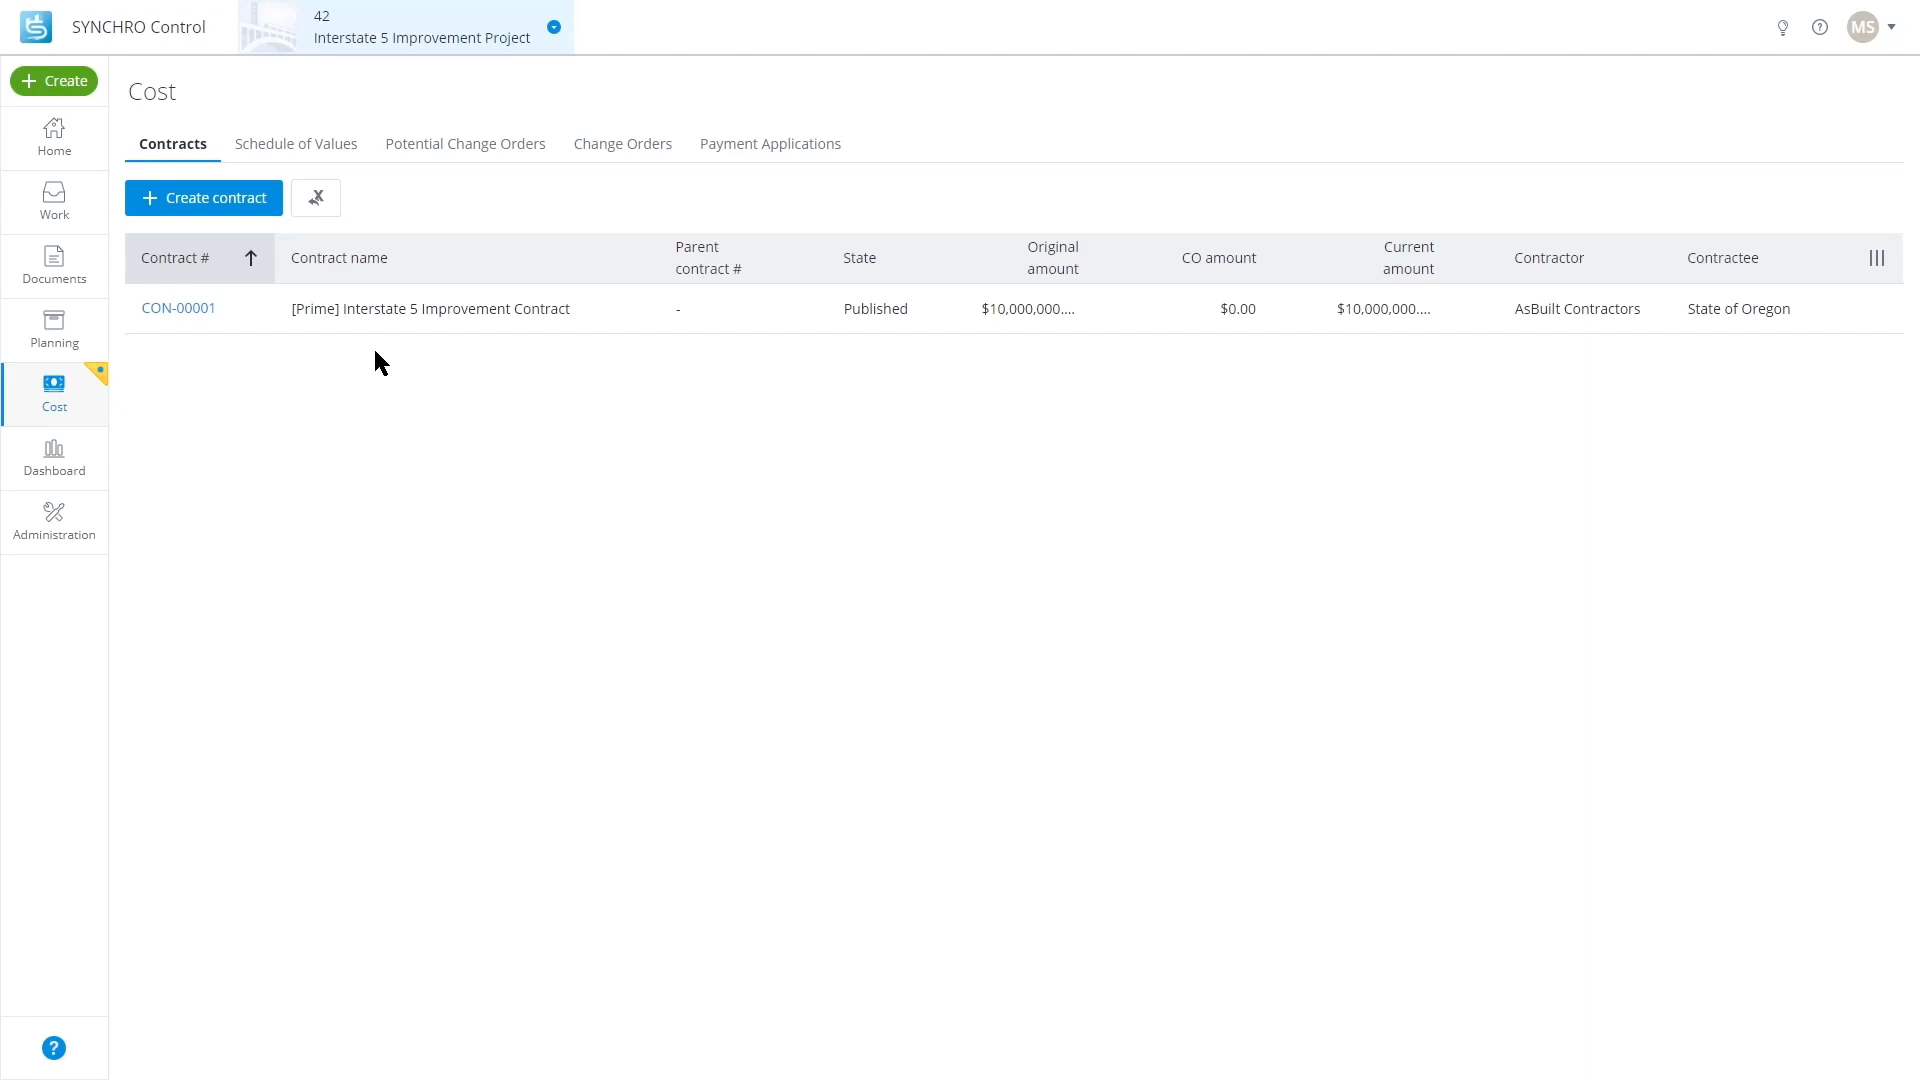 SYNCHRO Control
42
Interstate 5 Improvement Project
MS
Create
Home
Work
Documents
Planning
Cost
Dashboard
Administration
Cost
Contracts Schedule of Values Potential Change Orders Change Orders Payment Applications
Create contract
Contract # Contract name Parent contract # State Original amount CO amount Current amount Contractor Contractee
CON-00001 [Prime] Interstate 5 Improvement Contract - Published $10,000,000.... $0.00 $10,000,000.... AsBuilt Contractors State of Oregon